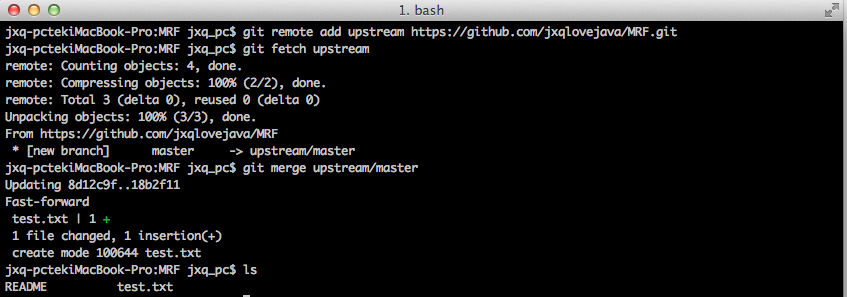 1. bash
jxq-pctekiMacBook-Pro:MRF jxq_pc$ git remote add upstream https://github.com/jxqlovejava/MRF.git
jxq-pctekiMacBook-Pro:MRF jxq_pc$ git fetch upstream
remote: Counting objects: 4, done.
remote: Compressing objects: 100% (2/2), done.
remote: Total 3 (delta 0), reused 0 (delta 0)
Unpacking objects: 100% (3/3), done.
From https://github.com/jxqlovejava/MRF
 * [new branch]      master     -> upstream/master
jxq-pctekiMacBook-Pro:MRF jxq_pc$ git merge upstream/master
Updating 8d12c9f..18b2f11
Fast-forward
 test.txt | 1 +
 1 file changed, 1 insertion(+)
 create mode 100644 test.txt
jxq-pctekiMacBook-Pro:MRF jxq_pc$ ls
README          test.txt